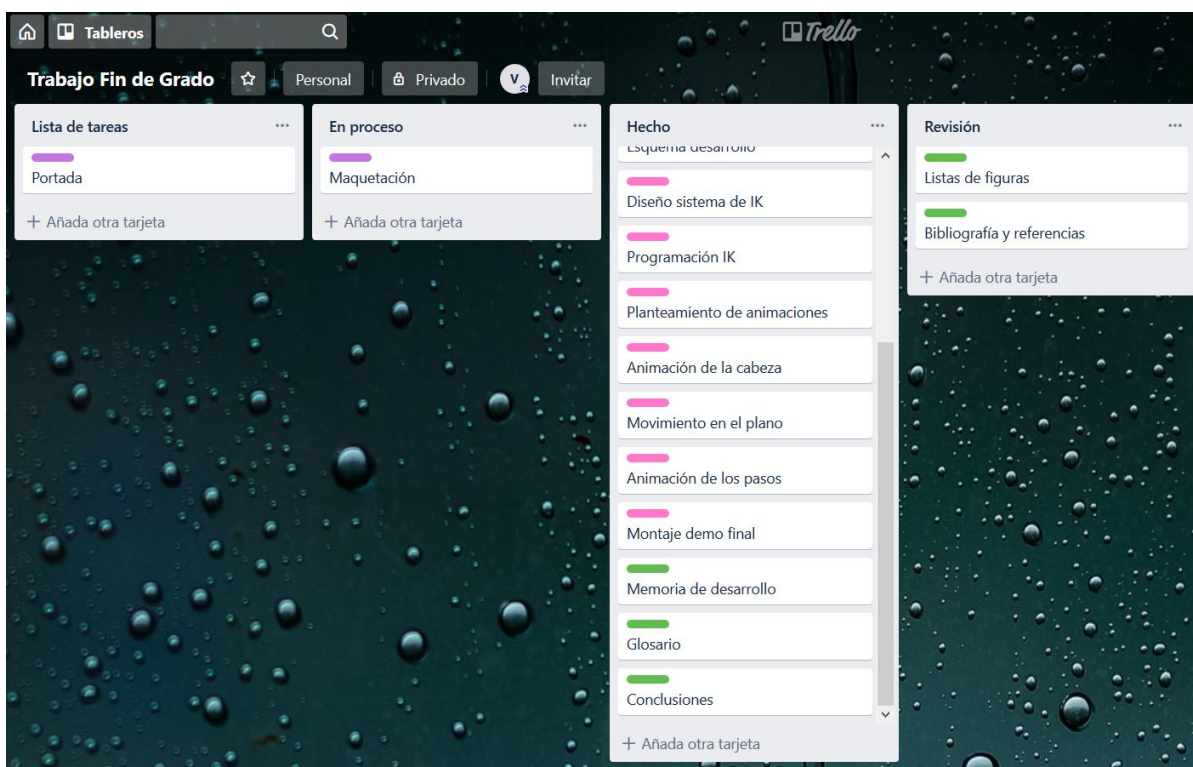 Tableros
Trello
Trabajo Fin de Grado
Personal
Privado
V
Invitar
Lista de tareas
Portada
+ Añada otra tarjeta
En proceso
Maquetación
+ Añada otra tarjeta
Hecho
Esquema desarrollo
Diseño sistema de IK
Programación IK
Planteamiento de animaciones
Animación de la cabeza
Movimiento en el plano
Animación de los pasos
Montaje demo final
Memoria de desarrollo
Glosario
Conclusiones
+ Añada otra tarjeta
Revisión
Listas de figuras
Bibliografía y referencias
+ Añada otra tarjeta